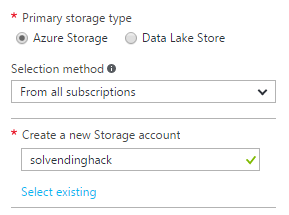 * Primary storage type
Azure Storage Data Lake Store
Selection method
From all subscriptions
* Create a new Storage account
solvendinghack
Select existing